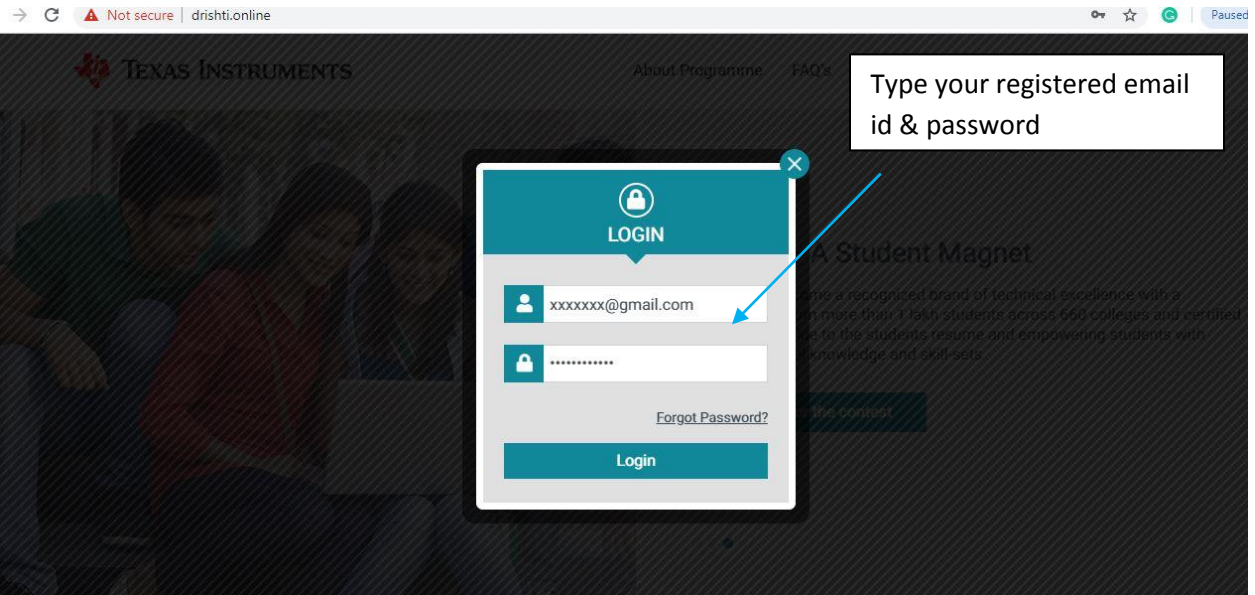 Not secure | drishti.online
Paused
TEXAS INSTRUMENTS
About Programme FAQ's
Type your registered email
id & password
LOGIN
A Student Magnet
xxxxxxx@gmail.com
me a recognized brand of technical excellence with a
m more than 1 lakh students across 660 colleges and certified
e to the students resume and empowering students with
knowledge and skill-sets
............
Forgot Password?
the contest
Login